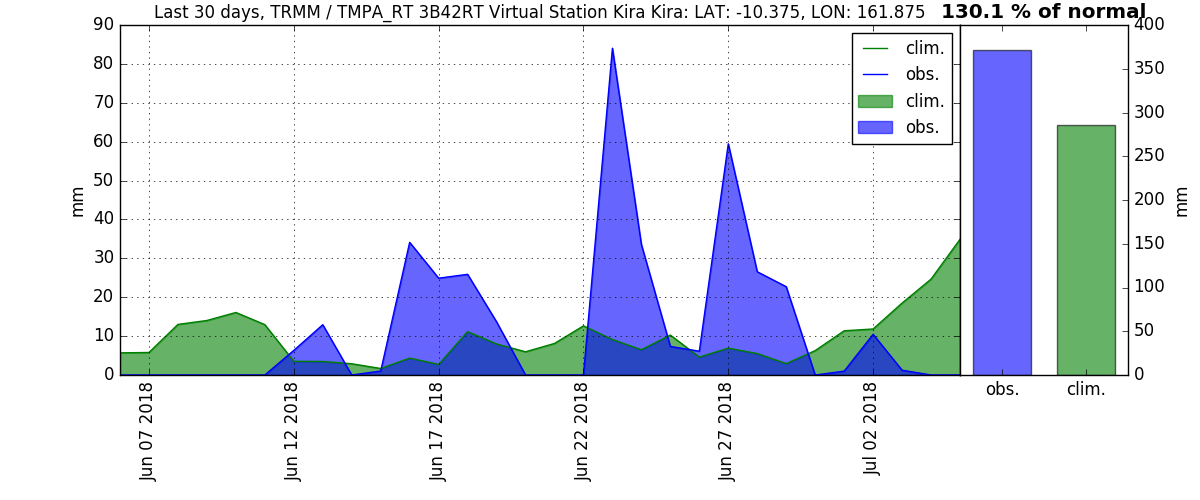 Last 30 days, TRMM / TMPA_RT 3B42RT Virtual Station Kira Kira: LAT: -10.375, LON: 161.875 130.1 % of normal
90
80
70
60
50
40
30
20
10
0
mm
clim.
obs.
clim.
obs.
Jun 07 2018
Jun 12 2018
Jun 17 2018
Jun 22 2018
Jun 27 2018
Jul 02 2018
400
350
300
250
200
150
100
50
0
mm
obs.
clim.